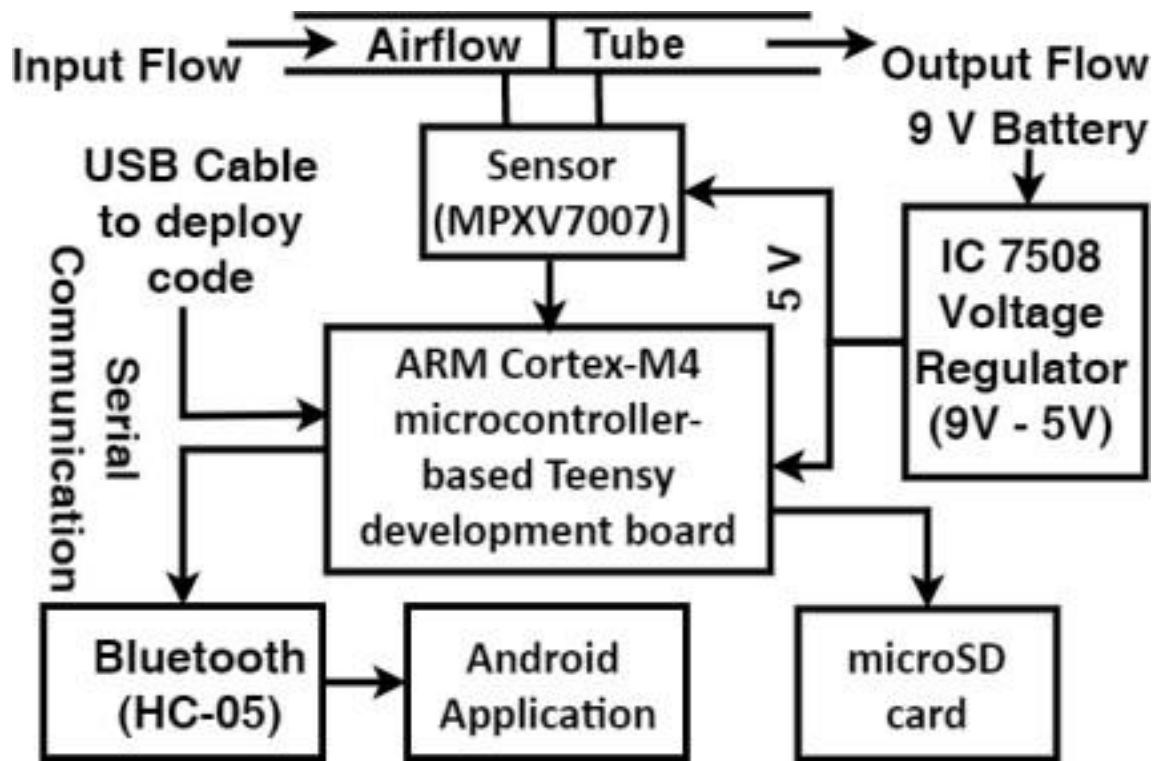 Input Flow
Airflow
Tube
Output Flow
9 V Battery
USB Cable
to deploy
code
Sensor
(MPXV7007)
5 V
IC 7508
Voltage
Regulator
(9V - 5V)
Serial
Communication
ARM Cortex-M4
microcontroller-
based Teensy
development board
Bluetooth
(HC-05)
Android
Application
microSD
card